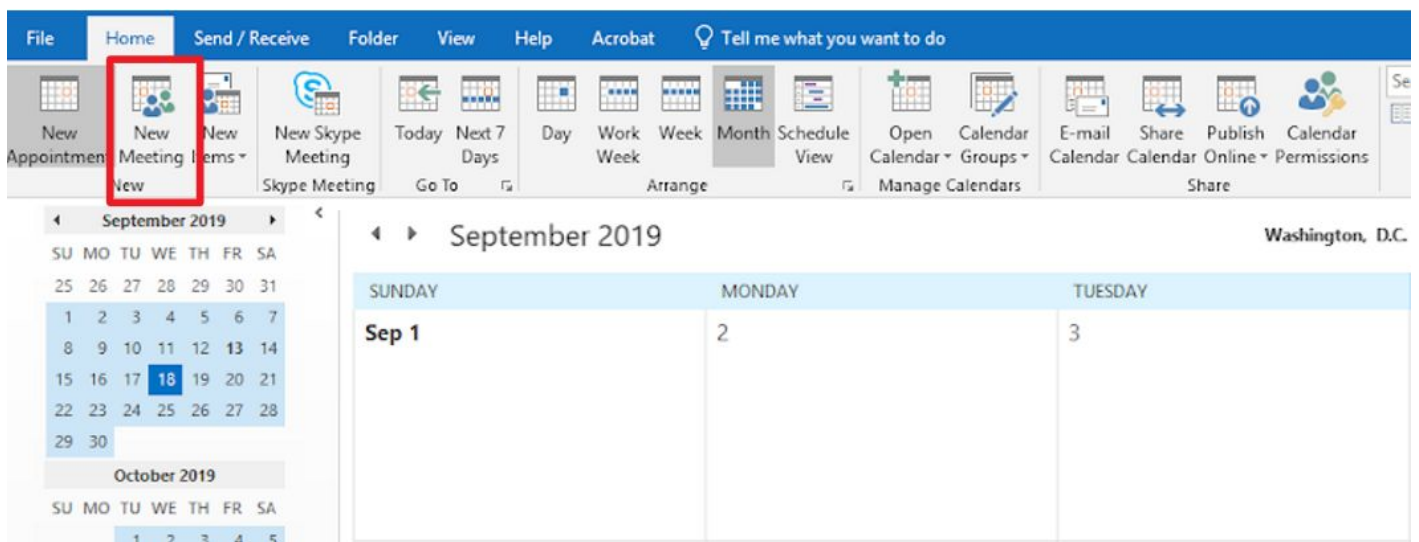 File Home Send / Receive Folder View Help Acrobat Tell me what you want to do
New Appointment New Meeting New Items New Skype Meeting Today Next 7 Days Day Work Week Week Month Schedule View Open Calendar Calendar Groups E-mail Calendar Share Calendar Publish Online Calendar Permissions
New Skype Meeting Go To Arrange Manage Calendars Share
September 2019
SU MO TU WE TH FR SA
25 26 27 28 29 30 31
1 2 3 4 5 6 7
8 9 10 11 12 13 14
15 16 17 18 19 20 21
22 23 24 25 26 27 28
29 30
October 2019
SU MO TU WE TH FR SA
1 2 3 4 5
September 2019 Washington, D.C.
SUNDAY MONDAY TUESDAY
Sep 1 2 3